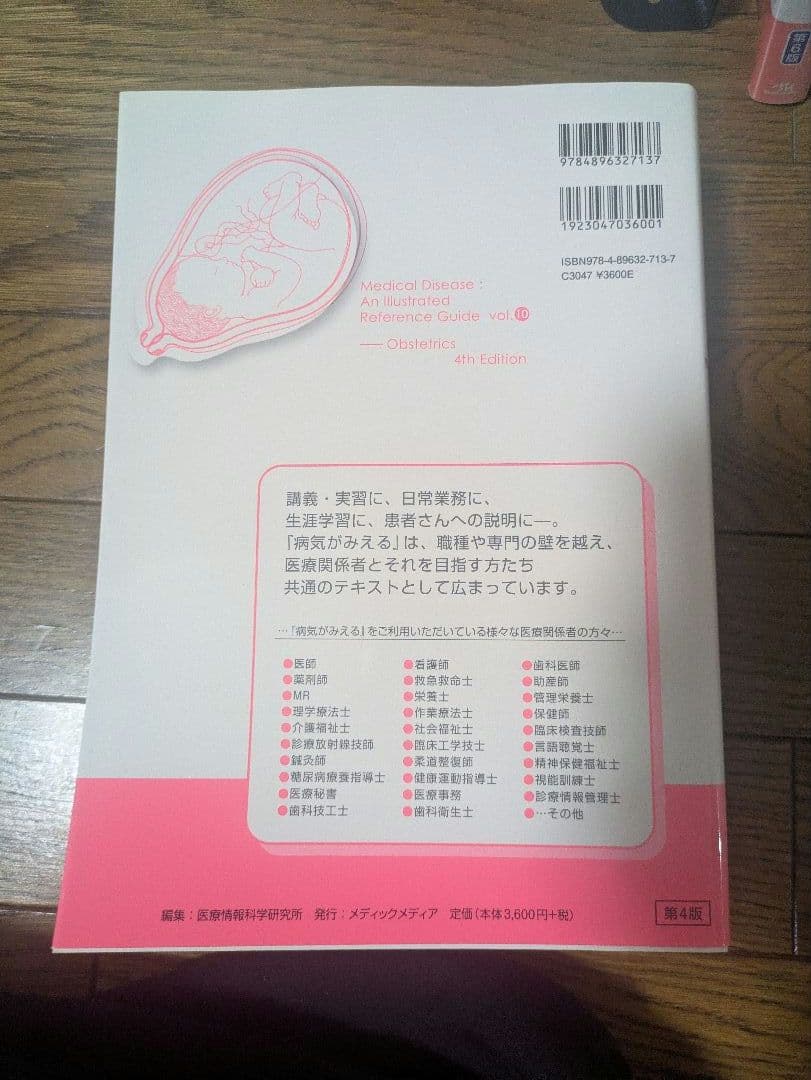 第6版
9784896327137
1923047036001
ISBN978-4-89632-713-7
C3047 ¥3600E
Medical Disease :
An Illustrated
Reference Guide vol.10
— Obstetrics
4th Edition
講義・実習に、日常業務に、
生涯学習に、患者さんへの説明に―。
『病気がみえる』は、職種や専門の壁を越え、
医療関係者とそれを目指す方たち
共通のテキストとして広まっています。
…『病気がみえる』をご利用いただいている様々な医療関係者の方々…
●医師 ●看護師 ●歯科医師
●薬剤師 ●救急救命士 ●助産師
●MR ●栄養士 ●管理栄養士
●理学療法士 ●作業療法士 ●保健師
●介護福祉士 ●社会福祉士 ●臨床検査技師
●診療放射線技師 ●臨床工学技士 ●言語聴覚士
●鍼灸師 ●柔道整復師 ●精神保健福祉士
●糖尿病療養指導士 ●健康運動指導士 ●視能訓練士
●医療秘書 ●医療事務 ●診療情報管理士
●歯科技工士 ●歯科衛生士 ●…その他
編集：医療情報科学研究所 発行：メディックメディア 定価（本体3,600円+税）
第4版